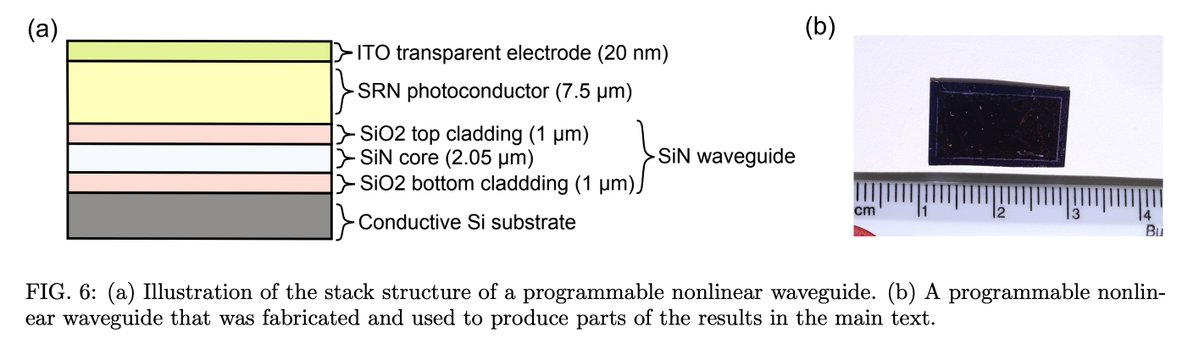 (a)
ITO transparent electrode (20 nm)
SRN photoconductor (7.5 μm)
SiO2 top cladding (1 μm)
SiN core (2.05 μm)
SiO2 bottom claddding (1 μm)
SiN waveguide
Conductive Si substrate
(b)
cm 1 2 3 4
Bu
FIG. 6: (a) Illustration of the stack structure of a programmable nonlinear waveguide. (b) A programmable nonlin-
ear waveguide that was fabricated and used to produce parts of the results in the main text.